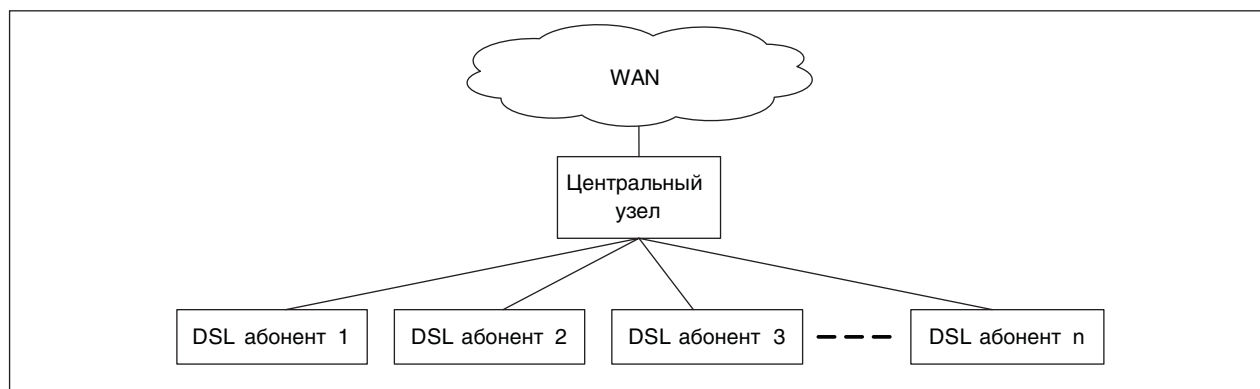 WAN
Центральный
узел
DSL абонент 1
DSL абонент 2
DSL абонент 3
DSL абонент n